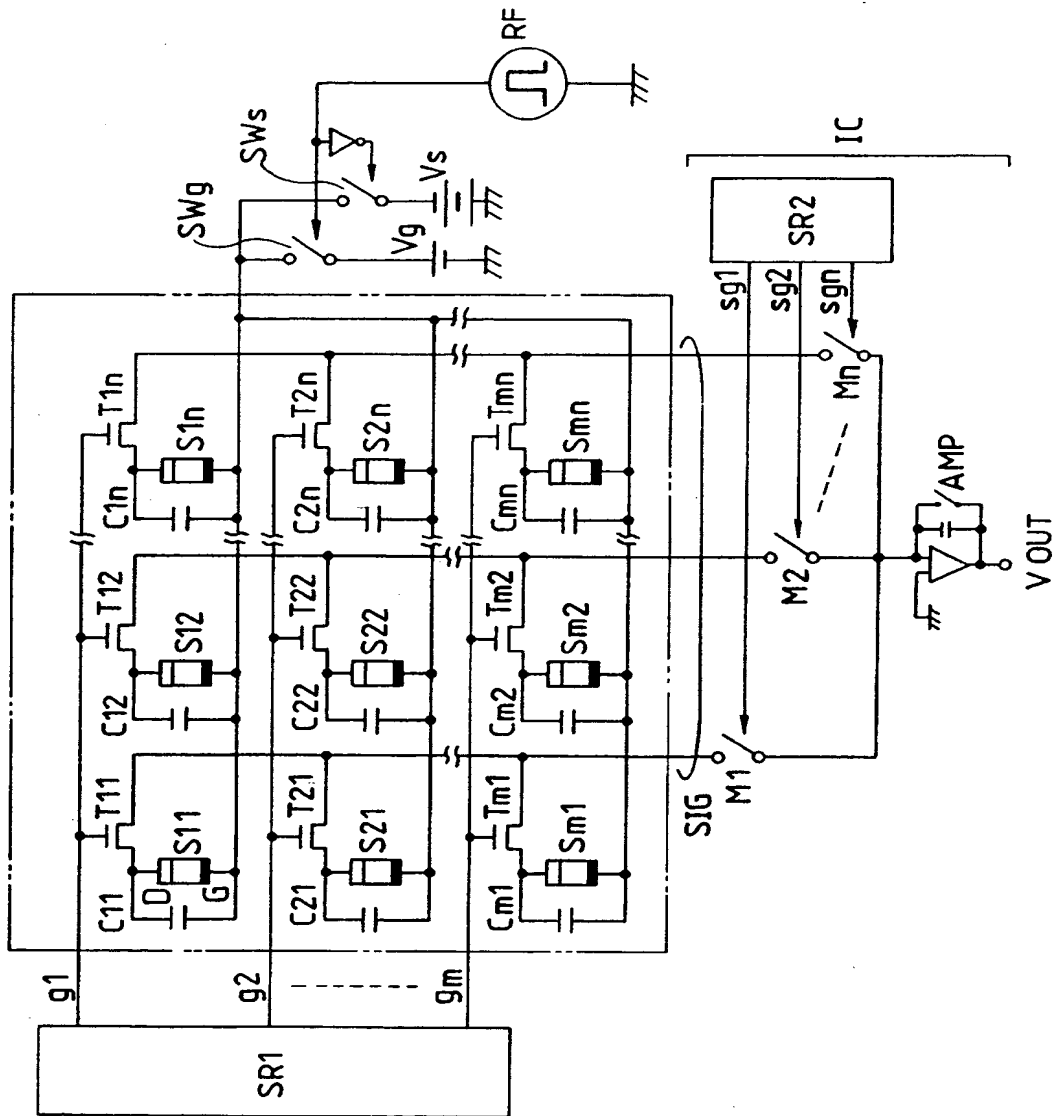 SR1
g1
g2
gm
C11
T11
S11
D
G
C12
T12
S12
C1n
T1n
S1n
C21
T21
S21
C22
T22
S22
C2n
T2n
S2n
Cm1
Tm1
Sm1
Cm2
Tm2
Sm2
Cmn
Tmn
Smn
SWg
SWs
Vg
Vs
RF
SIG
M1
M2
Mn
sg1
sg2
sgn
SR2
IC
AMP
V OUT